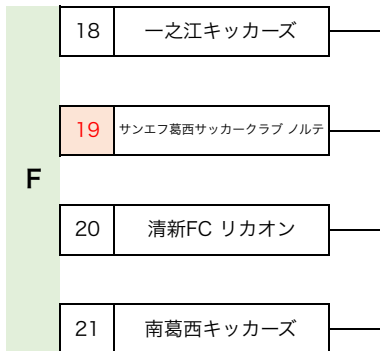 18 一之江キッカーズ
19 サンエフ葛西サッカークラブ ノルテ
F
20 清新FC リカオン
21 南葛西キッカーズ